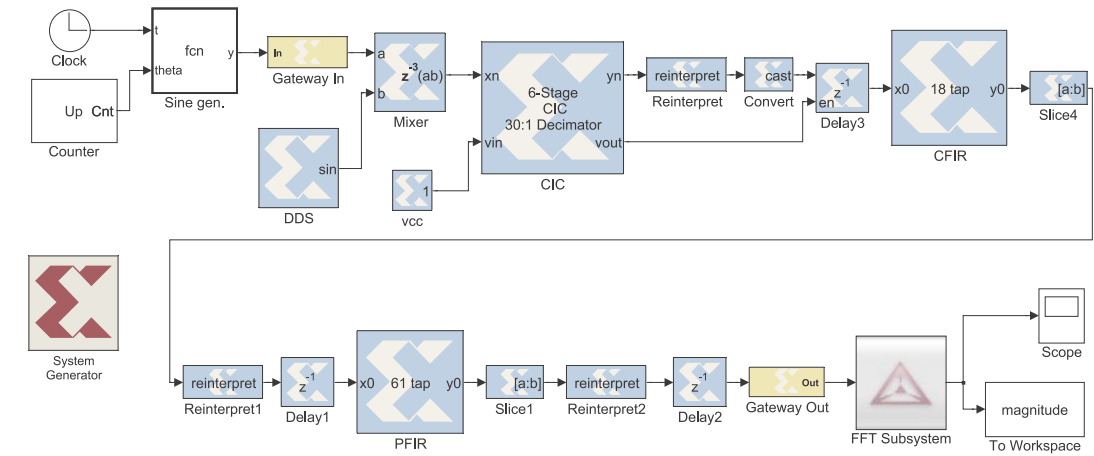 t
fcn
y
theta
Clock
Sine gen.
In
Gateway In
a
z-3 (ab)
b
Mixer
Up Cnt
Counter
sin
DDS
1
vcc
xn
yn
6-Stage
CIC
30:1 Decimator
vin
vout
CIC
reinterpret
Reinterpret
cast
Convert
z-1
en
Delay3
x0
18 tap
y0
CFIR
[a:b]
Slice4
System
Generator
reinterpret
Reinterpret1
z-1
Delay1
x0
61 tap
y0
PFIR
[a:b]
Slice1
reinterpret
Reinterpret2
z-1
Delay2
Out
Gateway Out
FFT Subsystem
Scope
magnitude
To Workspace